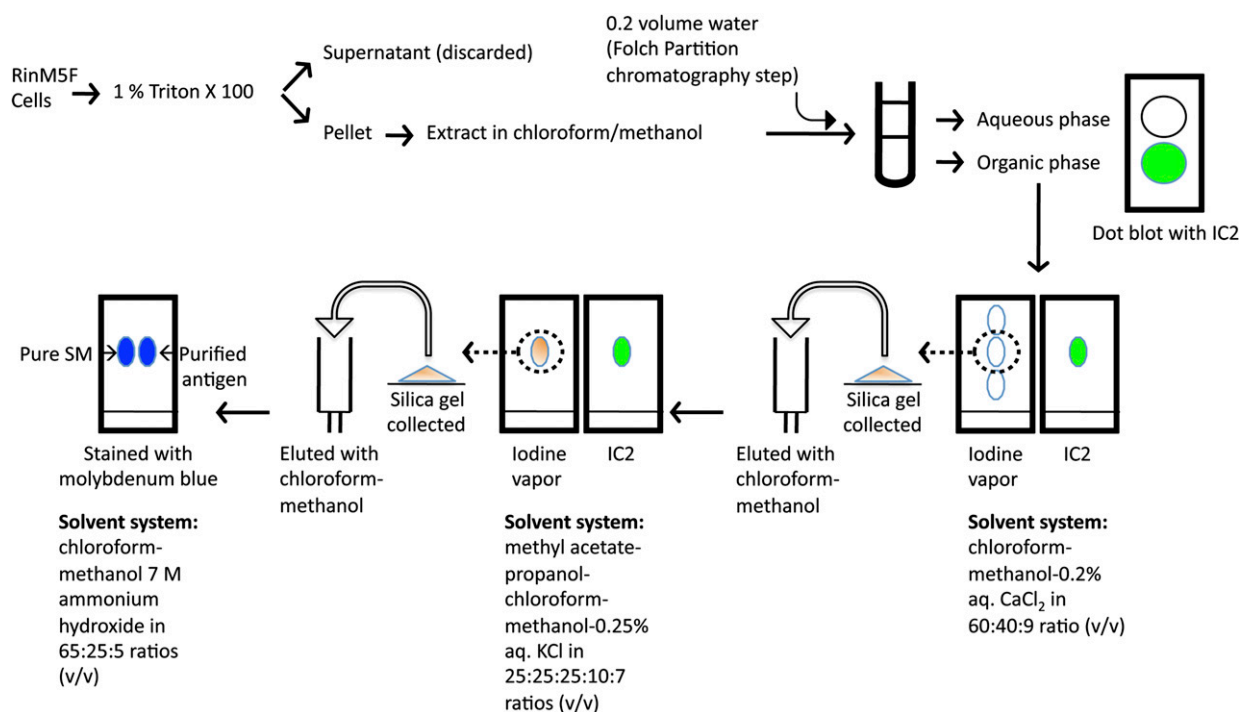 RinM5F
Cells
1 % Triton X 100
Supernatant (discarded)
Pellet
Extract in chloroform/methanol
0.2 volume water
(Folch Partition
chromatography step)
Aqueous phase
Organic phase
Dot blot with IC2
Pure SM
Purified
antigen
Stained with
molybdenum blue
Solvent system:
chloroform-
methanol 7 M
ammonium
hydroxide in
65:25:5 ratios
(v/v)
Eluted with
chloroform-
methanol
Silica gel
collected
Iodine
vapor
IC2
Solvent system:
methyl acetate-
propanol-
chloroform-
methanol-0.25%
aq. KCl in
25:25:25:10:7
ratios (v/v)
Eluted with
chloroform-
methanol
Silica gel
collected
Iodine
vapor
IC2
Solvent system:
chloroform-
methanol-0.2%
aq. CaCl₂ in
60:40:9 ratio (v/v)